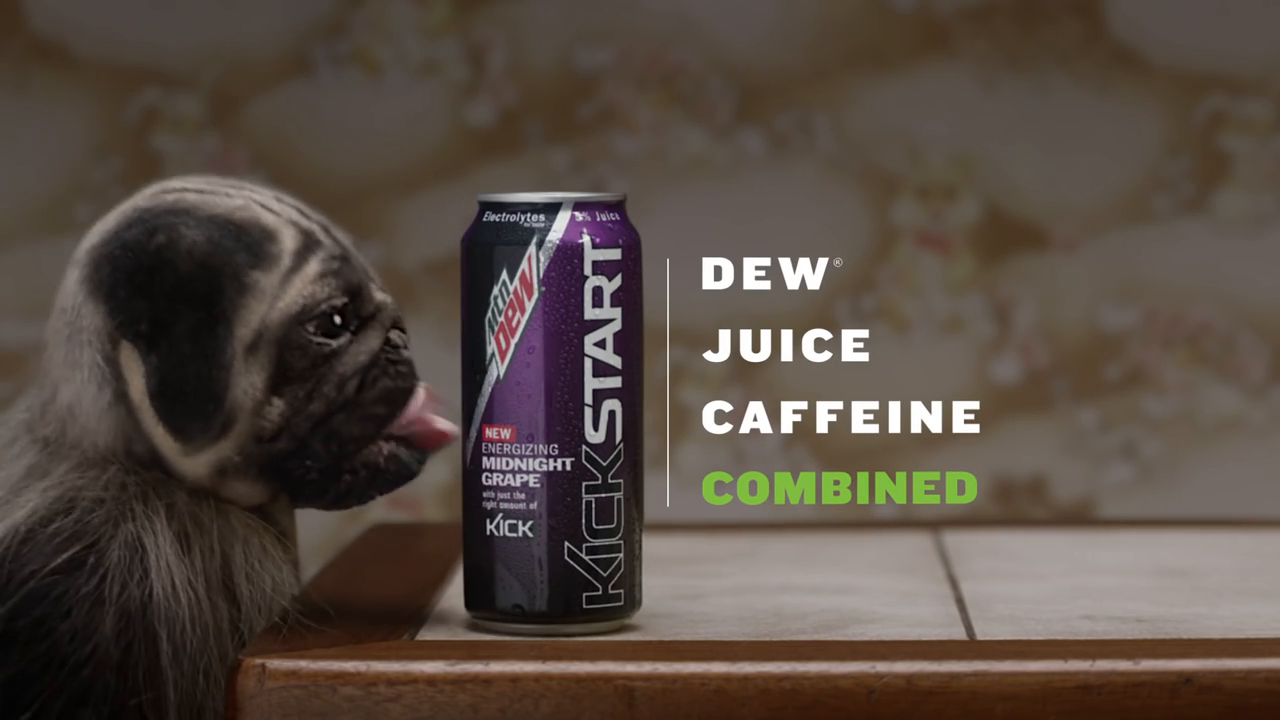 Electrolytes
5% Juice
Mtn
DEW
KICKSTART
NEW
ENERGIZING
MIDNIGHT
GRAPE
with just the
right amount of
KICK
DEW®
JUICE
CAFFEINE
COMBINED